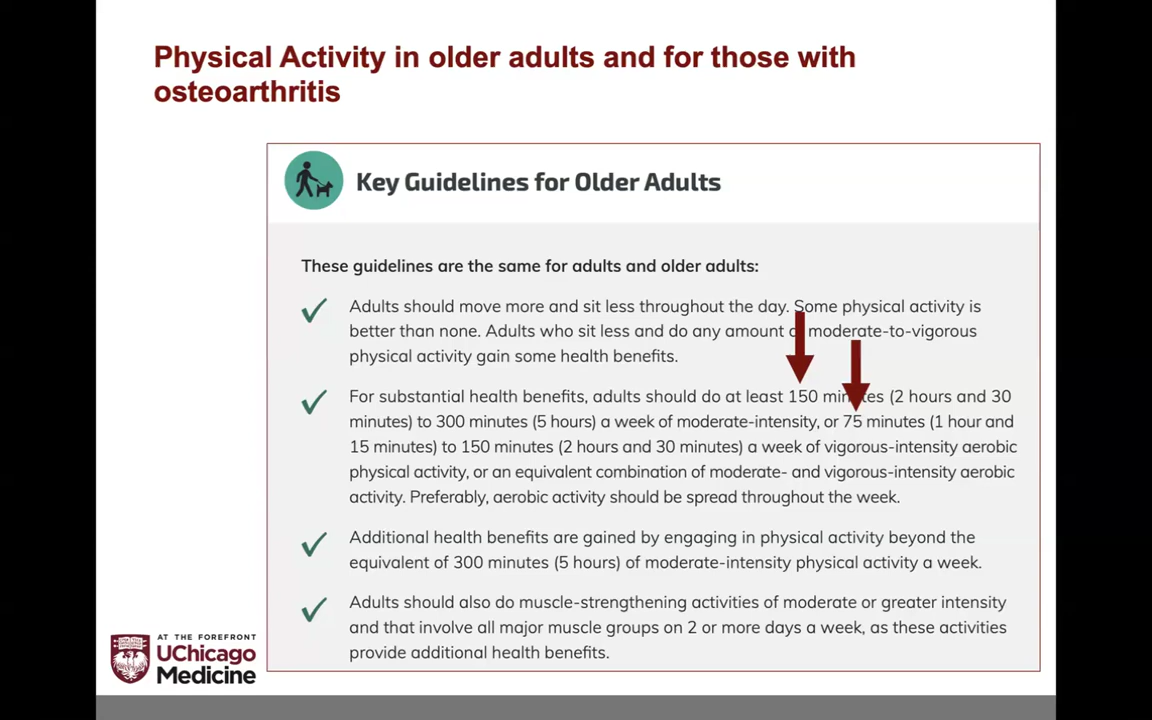 Physical Activity in older adults and for those with
osteoarthritis
Key Guidelines for Older Adults
These guidelines are the same for adults and older adults:
Adults should move more and sit less throughout the day. Some physical activity is
better than none. Adults who sit less and do any amount of moderate-to-vigorous
physical activity gain some health benefits.
For substantial health benefits, adults should do at least 150 minutes (2 hours and 30
minutes) to 300 minutes (5 hours) a week of moderate-intensity, or 75 minutes (1 hour and
15 minutes) to 150 minutes (2 hours and 30 minutes) a week of vigorous-intensity aerobic
physical activity, or an equivalent combination of moderate- and vigorous-intensity aerobic
activity. Preferably, aerobic activity should be spread throughout the week.
Additional health benefits are gained by engaging in physical activity beyond the
equivalent of 300 minutes (5 hours) of moderate-intensity physical activity a week.
Adults should also do muscle-strengthening activities of moderate or greater intensity
and that involve all major muscle groups on 2 or more days a week, as these activities
provide additional health benefits.
AT THE FOREFRONT
UChicago
Medicine